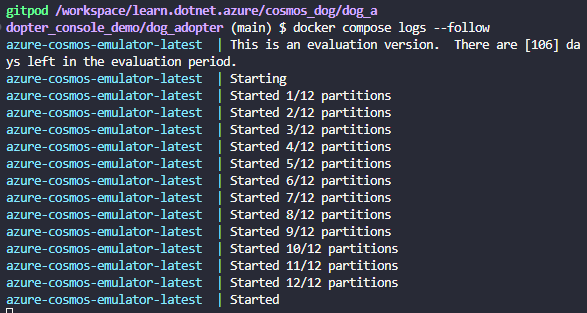 gitpod /workspace/learn.dotnet.azure/cosmos_dog/dog_a
dopter_console_demo/dog_adopter (main) $ docker compose logs --follow
azure-cosmos-emulator-latest  | This is an evaluation version.  There are [106] da
ys left in the evaluation period.
azure-cosmos-emulator-latest  | Starting
azure-cosmos-emulator-latest  | Started 1/12 partitions
azure-cosmos-emulator-latest  | Started 2/12 partitions
azure-cosmos-emulator-latest  | Started 3/12 partitions
azure-cosmos-emulator-latest  | Started 4/12 partitions
azure-cosmos-emulator-latest  | Started 5/12 partitions
azure-cosmos-emulator-latest  | Started 6/12 partitions
azure-cosmos-emulator-latest  | Started 7/12 partitions
azure-cosmos-emulator-latest  | Started 8/12 partitions
azure-cosmos-emulator-latest  | Started 9/12 partitions
azure-cosmos-emulator-latest  | Started 10/12 partitions
azure-cosmos-emulator-latest  | Started 11/12 partitions
azure-cosmos-emulator-latest  | Started 12/12 partitions
azure-cosmos-emulator-latest  | Started